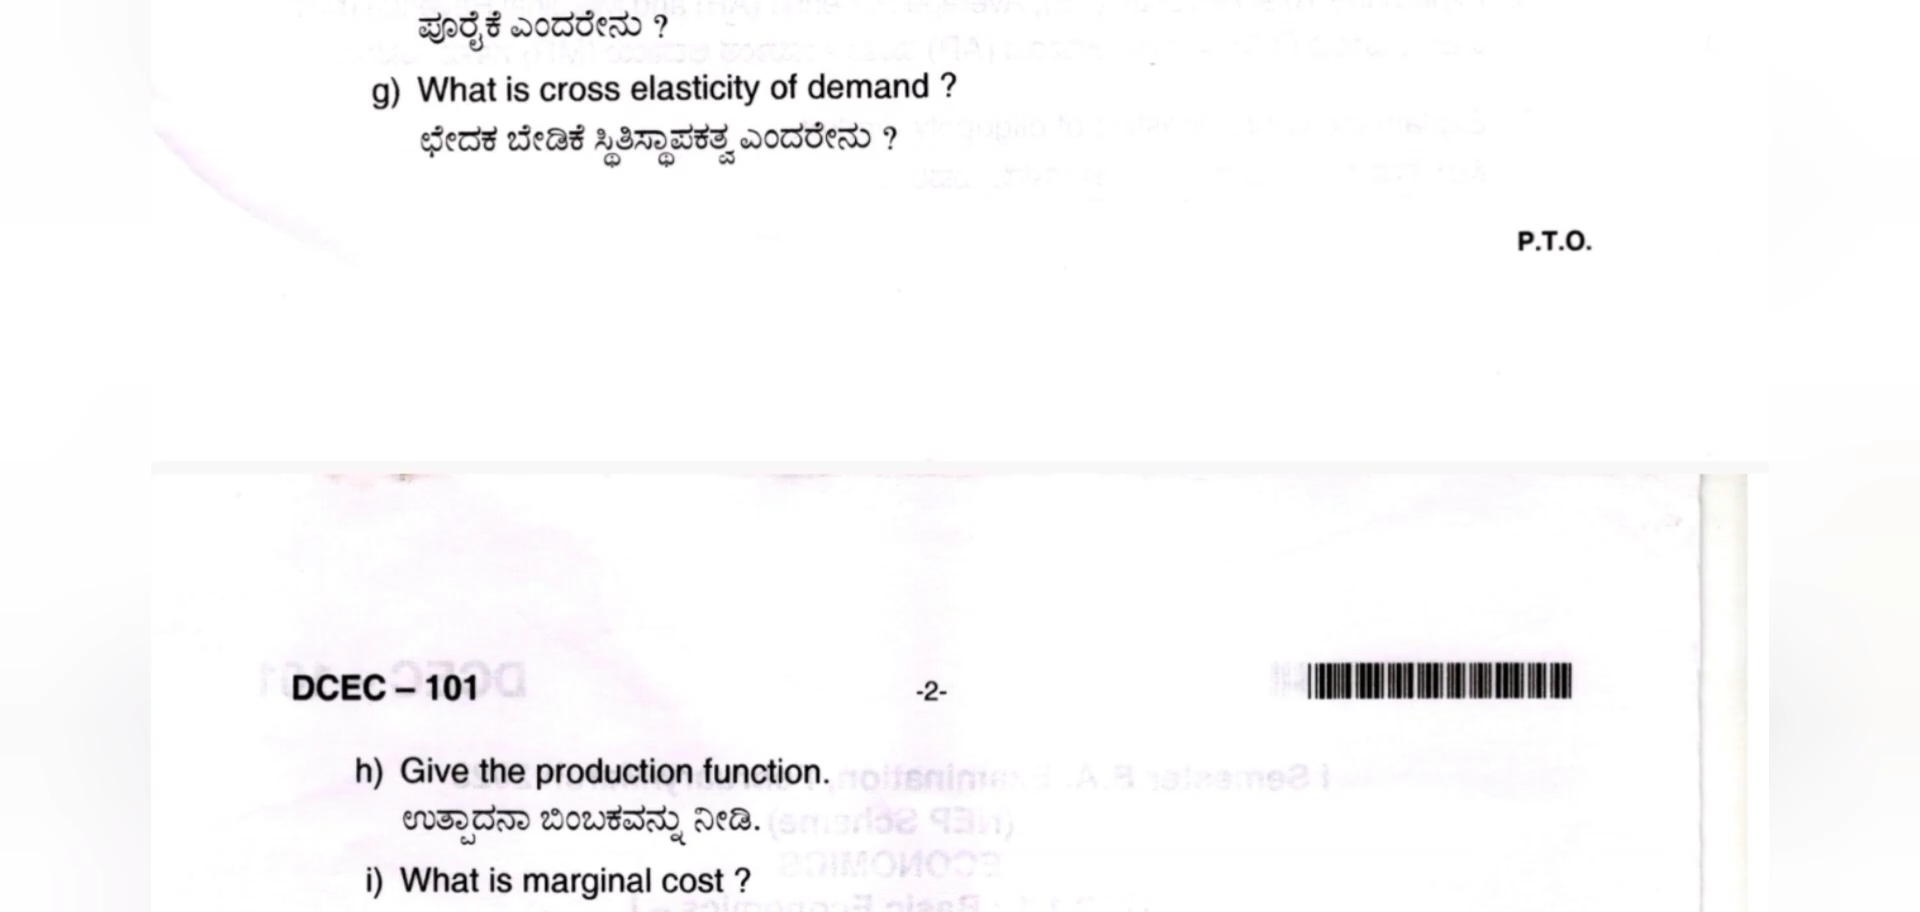 ಪೂರೈಕೆ ಎಂದರೇನು ?
g) What is cross elasticity of demand ?
ಛೇದಕ ಬೇಡಿಕೆ ಸ್ಥಿತಿಸ್ಥಾಪಕತ್ವ ಎಂದರೇನು ?
P.T.O.
DCEC – 101
-2-
h) Give the production function.
ಉತ್ಪಾದನಾ ಬಿಂಬಕವನ್ನು ನೀಡಿ.
i) What is marginal cost ?